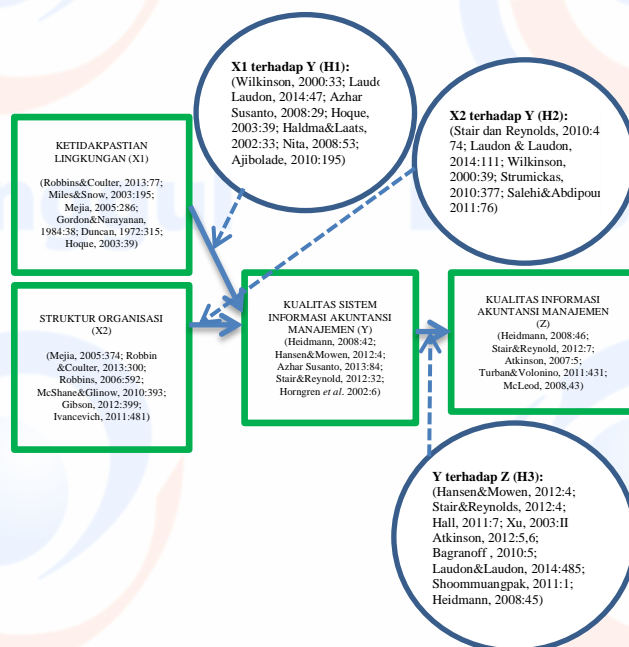 X1 terhadap Y (H1):
(Wilkinson, 2000:33;
Laudon, 2014:47; Azhar
Susanto, 2008:29; Hoque,
2003:39; Haldma&Laats,
2002:33; Nita, 2008:53;
Ajibolade, 2010:195)
X2 terhadap Y (H2):
(Stair dan Reynolds, 2010:4
74; Laudon & Laudon,
2014:111; Wilkinson,
2000:39; Strumickas,
2010:377;
2011:76)
KETIDAKPASTIAN
LINGKUNGAN (X1)
(Robbins&Coulter, 2013:77;
Miles&Snow, 2003:195;
Mejia, 2005:286;
Gordon&Narayanan,
1984:38; Duncan, 1972:315;
Hoque, 2003:39)
STRUKTUR ORGANISASI
(X2)
(Mejia, 2005:374; Robbin
&Coulter, 2013:300;
Robbins, 2006:592;
McShane&Glinow, 2010:393;
Gibson, 2012:399;
Ivancevich, 2011:481)
KUALITAS SISTEM
INFORMASI AKUNTANSI
MANAJEMEN (Y)
(Heidmann, 2008:42;
Hansen&Mowen, 2012:4;
Azhar Susanto, 2013:84;
Stair&Reynold, 2012:32;
Horngren et al. 2002:6)
KUALITAS INFORMASI
AKUNTANSI MANAJEMEN
(Z)
(Heidmann, 2008:46;
Stair&Reynold, 2012:7;
Atkinson, 2007:5;
Turban&Volonino, 2011:431;
McLeod, 2008,43)
Y terhadap Z (H3):
(Hansen&Mowen, 2012:4;
Stair&Reynolds, 2012:4;
Hall, 2011:7; Xu, 2003:II
Atkinson, 2012:5,6;
Bagranoff , 2010:5;
Laudon&Laudon, 2014:485;
Shoommuangpak, 2011:1;
Heidmann, 2008:45)